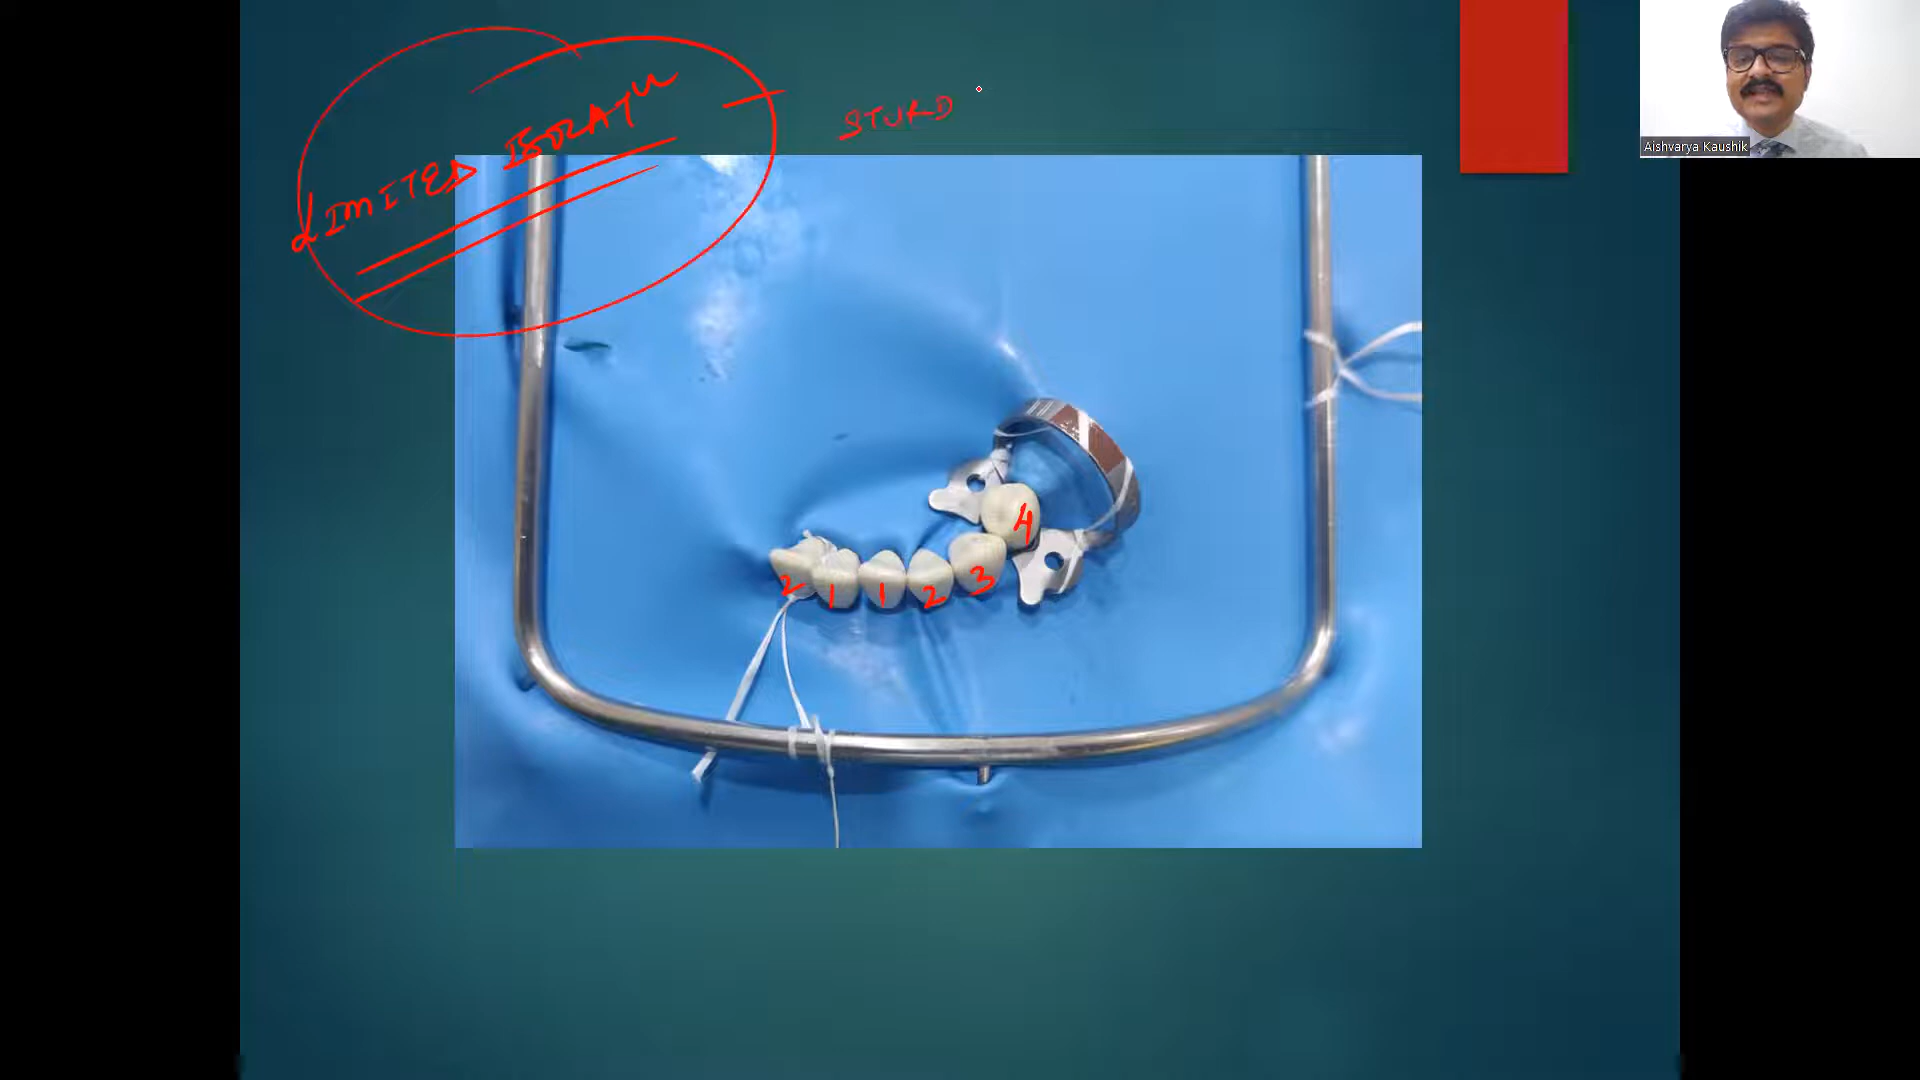 LIMITED ISOLATN
STURD
Aishvarya Kaushik
4
2 1 1 2 3